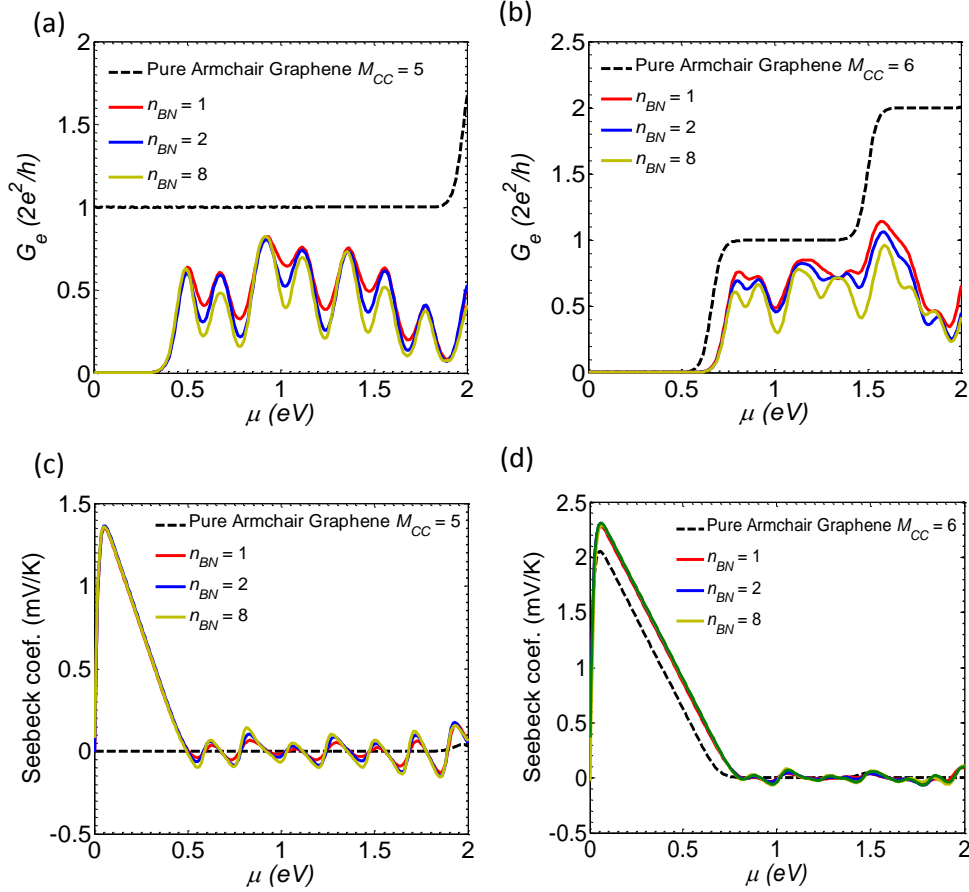 (a)
2
1.5
1
0.5
0
0 0.5 1 1.5 2
G_e (2e^2/h)
μ (eV)
Pure Armchair Graphene M_CC = 5
n_BN = 1
n_BN = 2
n_BN = 8
(b)
2.5
2
1.5
1
0.5
0
0 0.5 1 1.5 2
G_e (2e^2/h)
μ (eV)
Pure Armchair Graphene M_CC = 6
n_BN = 1
n_BN = 2
n_BN = 8
(c)
1.5
1
0.5
0
-0.5
0 0.5 1 1.5 2
Seebeck coef. (mV/K)
μ (eV)
Pure Armchair Graphene M_CC = 5
n_BN = 1
n_BN = 2
n_BN = 8
(d)
2.5
2
1.5
1
0.5
0
-0.5
0 0.5 1 1.5 2
Seebeck coef. (mV/K)
μ (eV)
Pure Armchair Graphene M_CC = 6
n_BN = 1
n_BN = 2
n_BN = 8